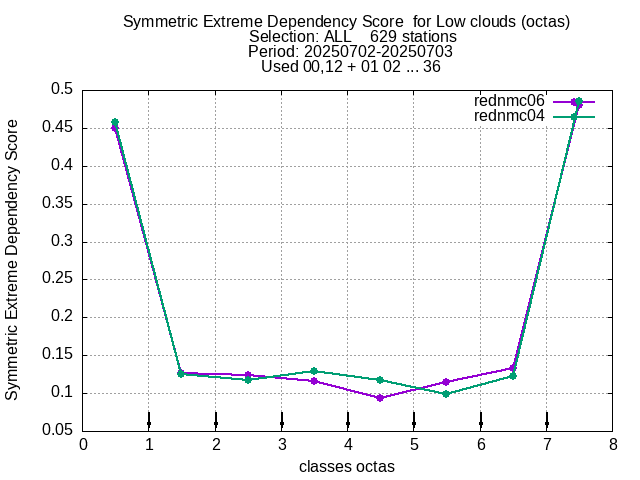 Symmetric Extreme Dependency Score  for Low clouds (octas)
Selection: ALL    629 stations
Period: 20250702-20250703
Used 00,12 + 01 02 ... 36
rednmc06
rednmc04
Symmetric Extreme Dependency Score
0.5
0.45
0.4
0.35
0.3
0.25
0.2
0.15
0.1
0.05
0 1 2 3 4 5 6 7 8
classes octas